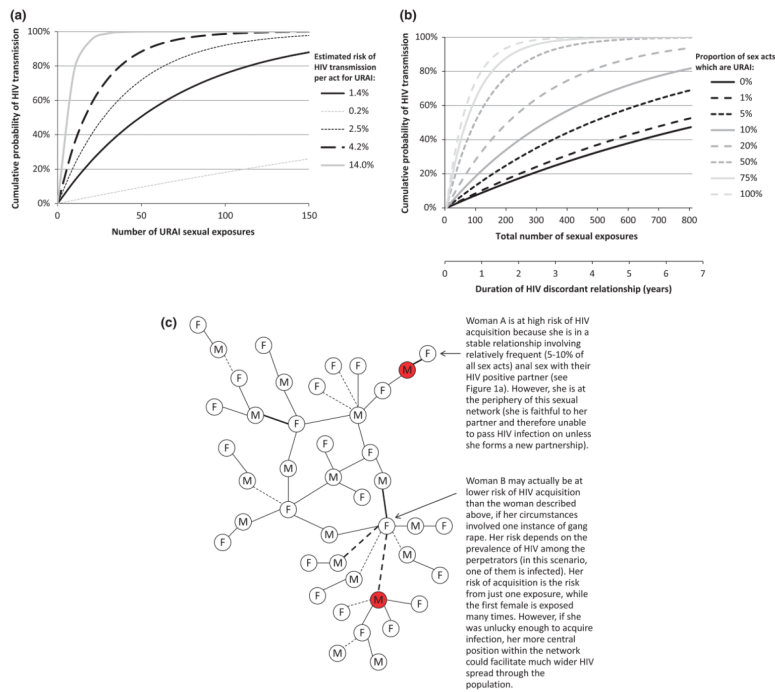 (a)
Cumulative probability of HIV transmission
100%
80%
60%
40%
20%
0%
0
50
100
150
Number of URAI sexual exposures
Estimated risk of
HIV transmission
per act for URAI:
1.4%
0.2%
2.5%
4.2%
14.0%
(b)
Cumulative probability of HIV transmission
100%
80%
60%
40%
20%
0%
0 100 200 300 400 500 600 700 800
Total number of sexual exposures
0 1 2 3 4 5 6 7
Duration of HIV discordant relationship (years)
Proportion of sex acts
which are URAI:
0%
1%
5%
10%
20%
50%
75%
100%
(c)
Woman A is at high risk of HIV
acquisition because she is in a
stable relationship involving
relatively frequent (5-10% of
all sex acts) anal sex with their
HIV positive partner (see
Figure 1a). However, she is at
the periphery of this sexual
network (she is faithful to her
partner and therefore unable
to pass HIV infection on unless
she forms a new partnership).
Woman B may actually be at
lower risk of HIV acquisition
than the woman described
above, if her circumstances
involved one instance of gang
rape. Her risk depends on the
prevalence of HIV among the
perpetrators (in this scenario,
one of them is infected). Her
risk of acquisition is the risk
from just one exposure, while
the first female is exposed
many times. However, if she
was unlucky enough to acquire
infection, her more central
position within the network
could facilitate much wider HIV
spread through the
population.
F
M
F
F
M
F
M
F
F
F
M
F
M
F
M
F
F
M
F
M
M
F
M
F
F
M
F
M
M
F
M
F
F
M
M
F
F
M
F
M
F
F
F
M
M